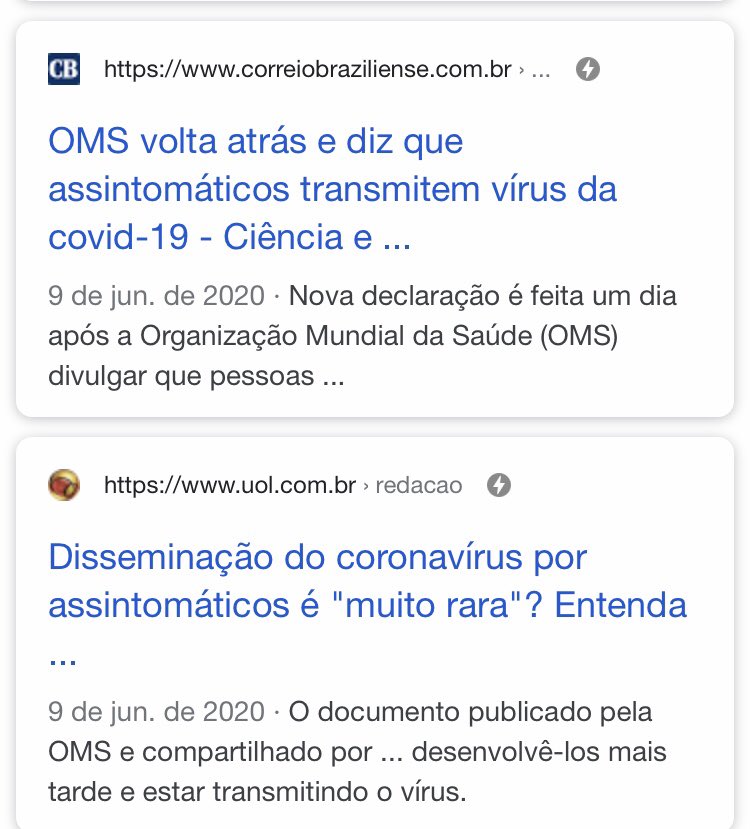 CB https://www.correiobraziliense.com.br › ...
OMS volta atrás e diz que
assintomáticos transmitem vírus da
covid-19 - Ciência e ...
9 de jun. de 2020 · Nova declaração é feita um dia
após a Organização Mundial da Saúde (OMS)
divulgar que pessoas ...
https://www.uol.com.br › redacao
Disseminação do coronavírus por
assintomáticos é "muito rara"? Entenda
...
9 de jun. de 2020 · O documento publicado pela
OMS e compartilhado por ... desenvolvê-los mais
tarde e estar transmitindo o vírus.